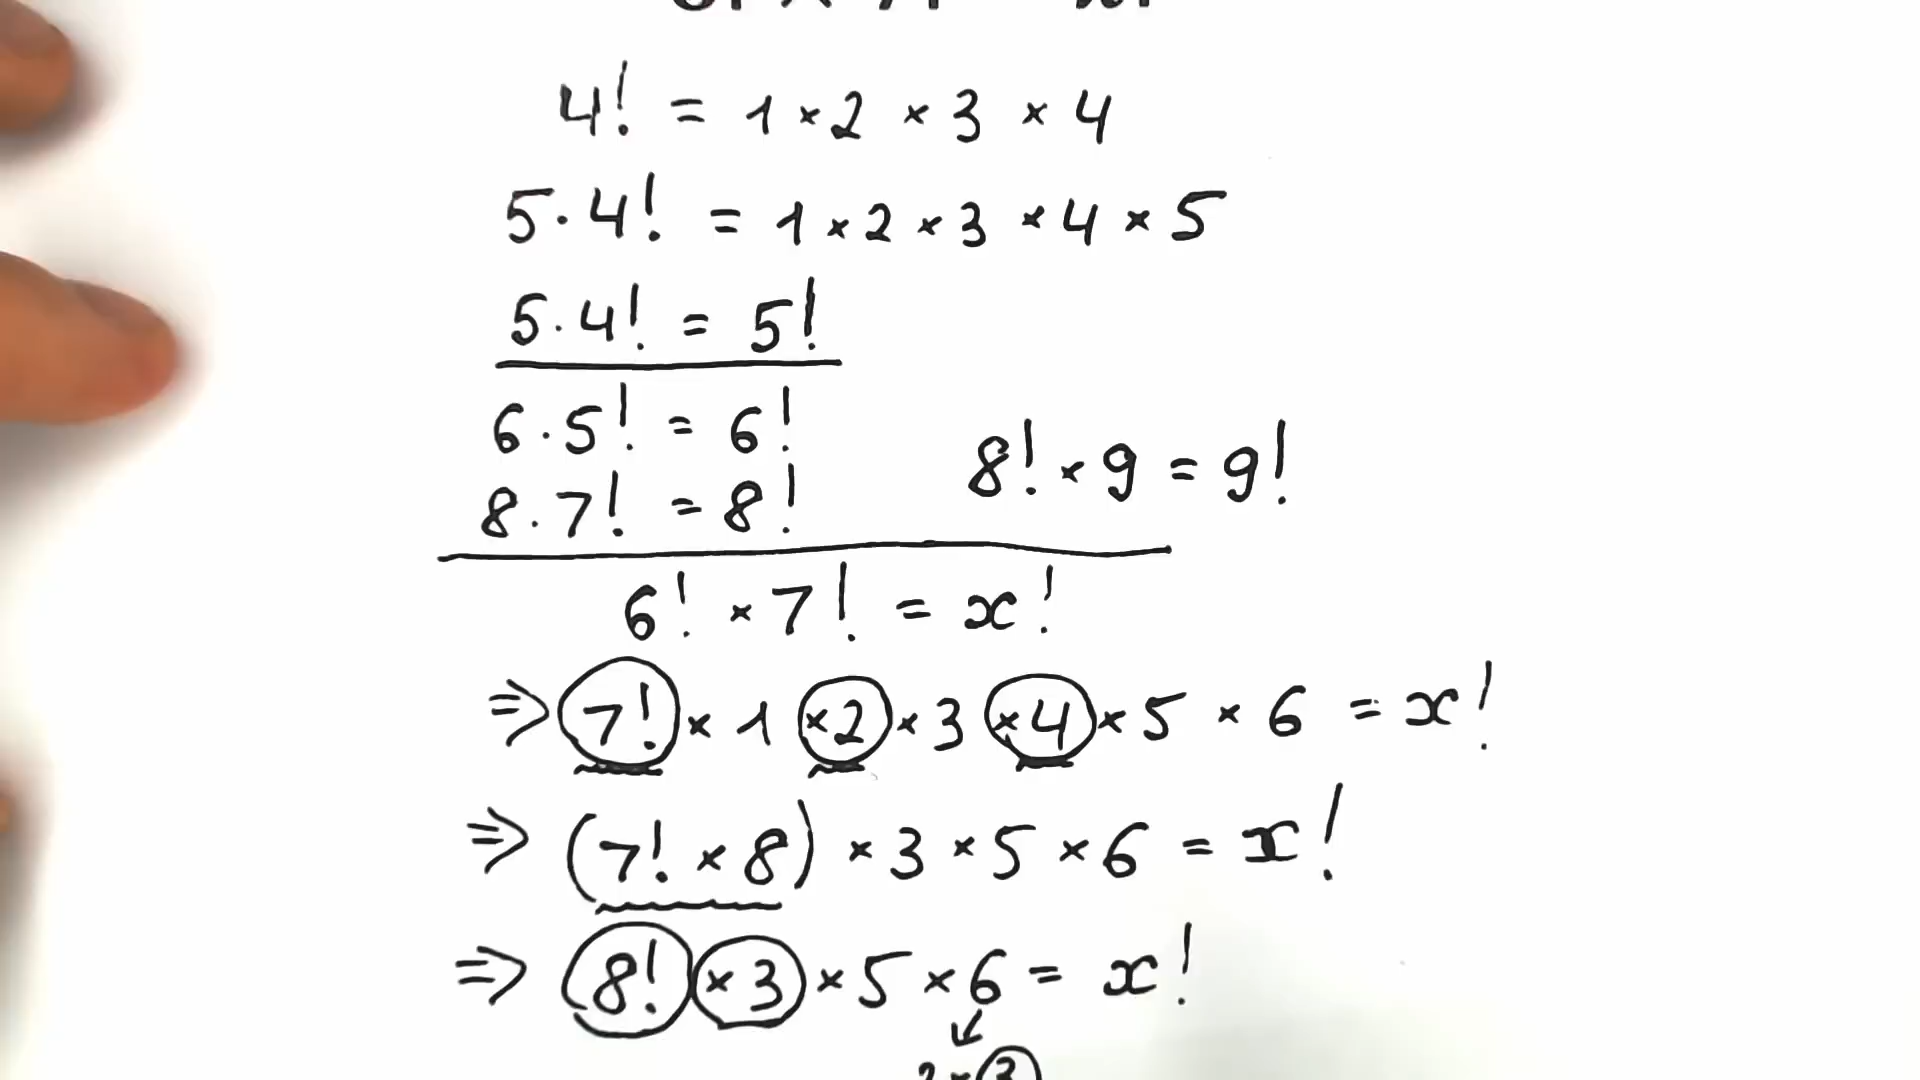 4! = 1 × 2 × 3 × 4
5 · 4! = 1 × 2 × 3 × 4 × 5
5 · 4! = 5!
6 · 5! = 6!
8 · 7! = 8!
8! × 9 = 9!
6! × 7! = x!
⇒ 7! × 1 × 2 × 3 × 4 × 5 × 6 = x!
⇒ (7! × 8) × 3 × 5 × 6 = x!
⇒ 8! × 3 × 5 × 6 = x!
2 × 3